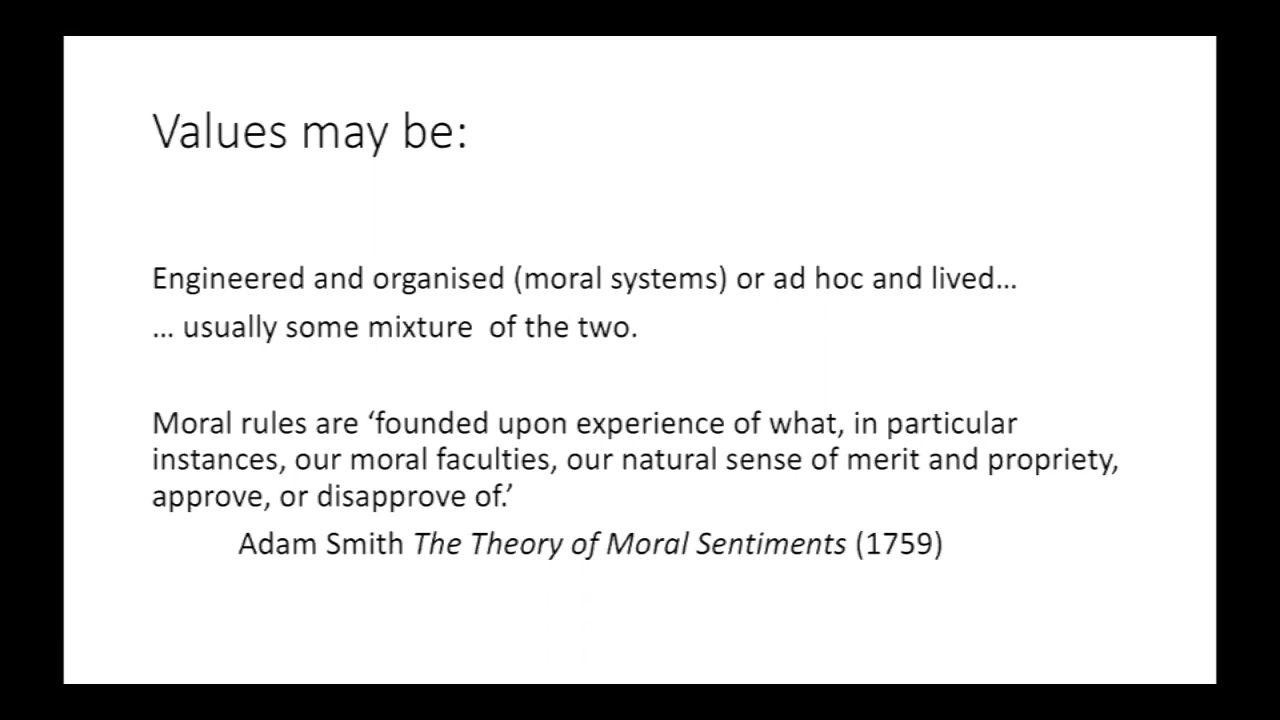 Values may be:
Engineered and organised (moral systems) or ad hoc and lived...
... usually some mixture  of the two.
Moral rules are ‘founded upon experience of what, in particular
instances, our moral faculties, our natural sense of merit and propriety,
approve, or disapprove of.’
Adam Smith The Theory of Moral Sentiments (1759)